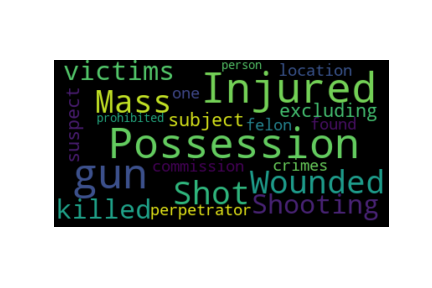 person
victims
location
Injured
Mass
excluding
one
suspect
prohibited
subject
felon
found
Possession
commission
crimes
gun
Shot
Wounded
killed
perpetrator
Shooting